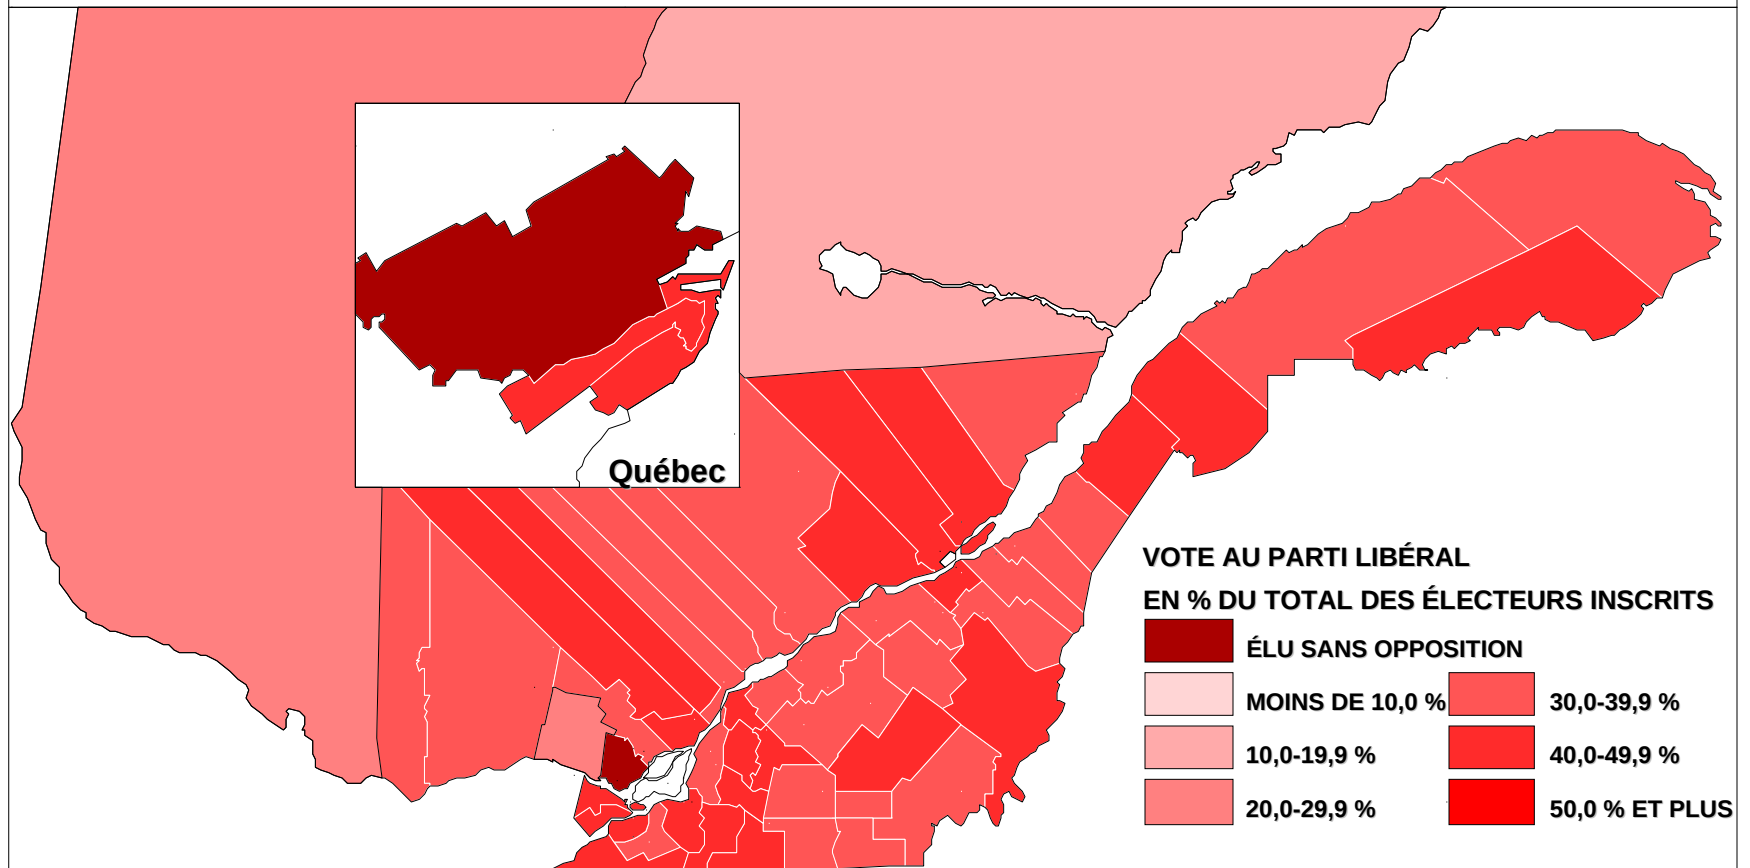 Québec
VOTE AU PARTI LIBÉRAL
EN % DU TOTAL DES ÉLECTEURS INSCRITS
ÉLU SANS OPPOSITION
MOINS DE 10,0 %
30,0-39,9 %
10,0-19,9 %
40,0-49,9 %
20,0-29,9 %
50,0 % ET PLUS